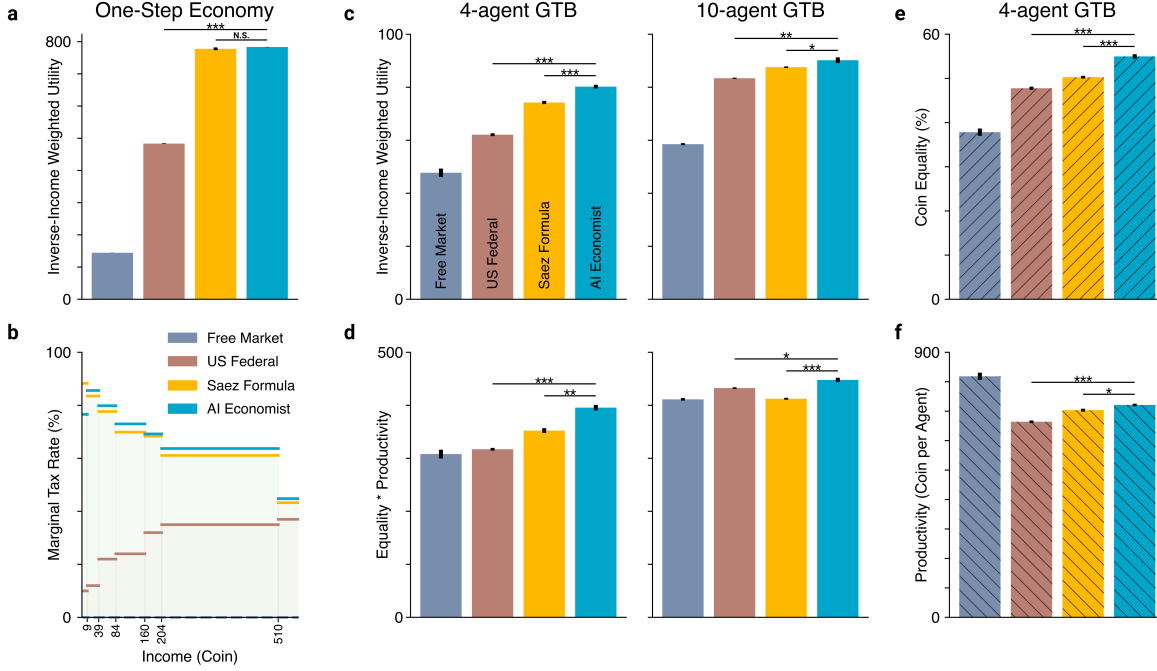 a
One-Step Economy
Inverse-Income Weighted Utility
800
0
***
N.S.
b
Marginal Tax Rate (%)
100
0
Free Market
US Federal
Saez Formula
AI Economist
9
39
84
160
204
510
Income (Coin)
c
4-agent GTB
Inverse-Income Weighted Utility
100
0
***
***
Free Market
US Federal
Saez Formula
AI Economist
10-agent GTB
**
*
d
Equality * Productivity
500
0
***
**
*
***
e
4-agent GTB
Coin Equality (%)
60
0
***
***
f
Productivity (Coin per Agent)
900
0
***
*